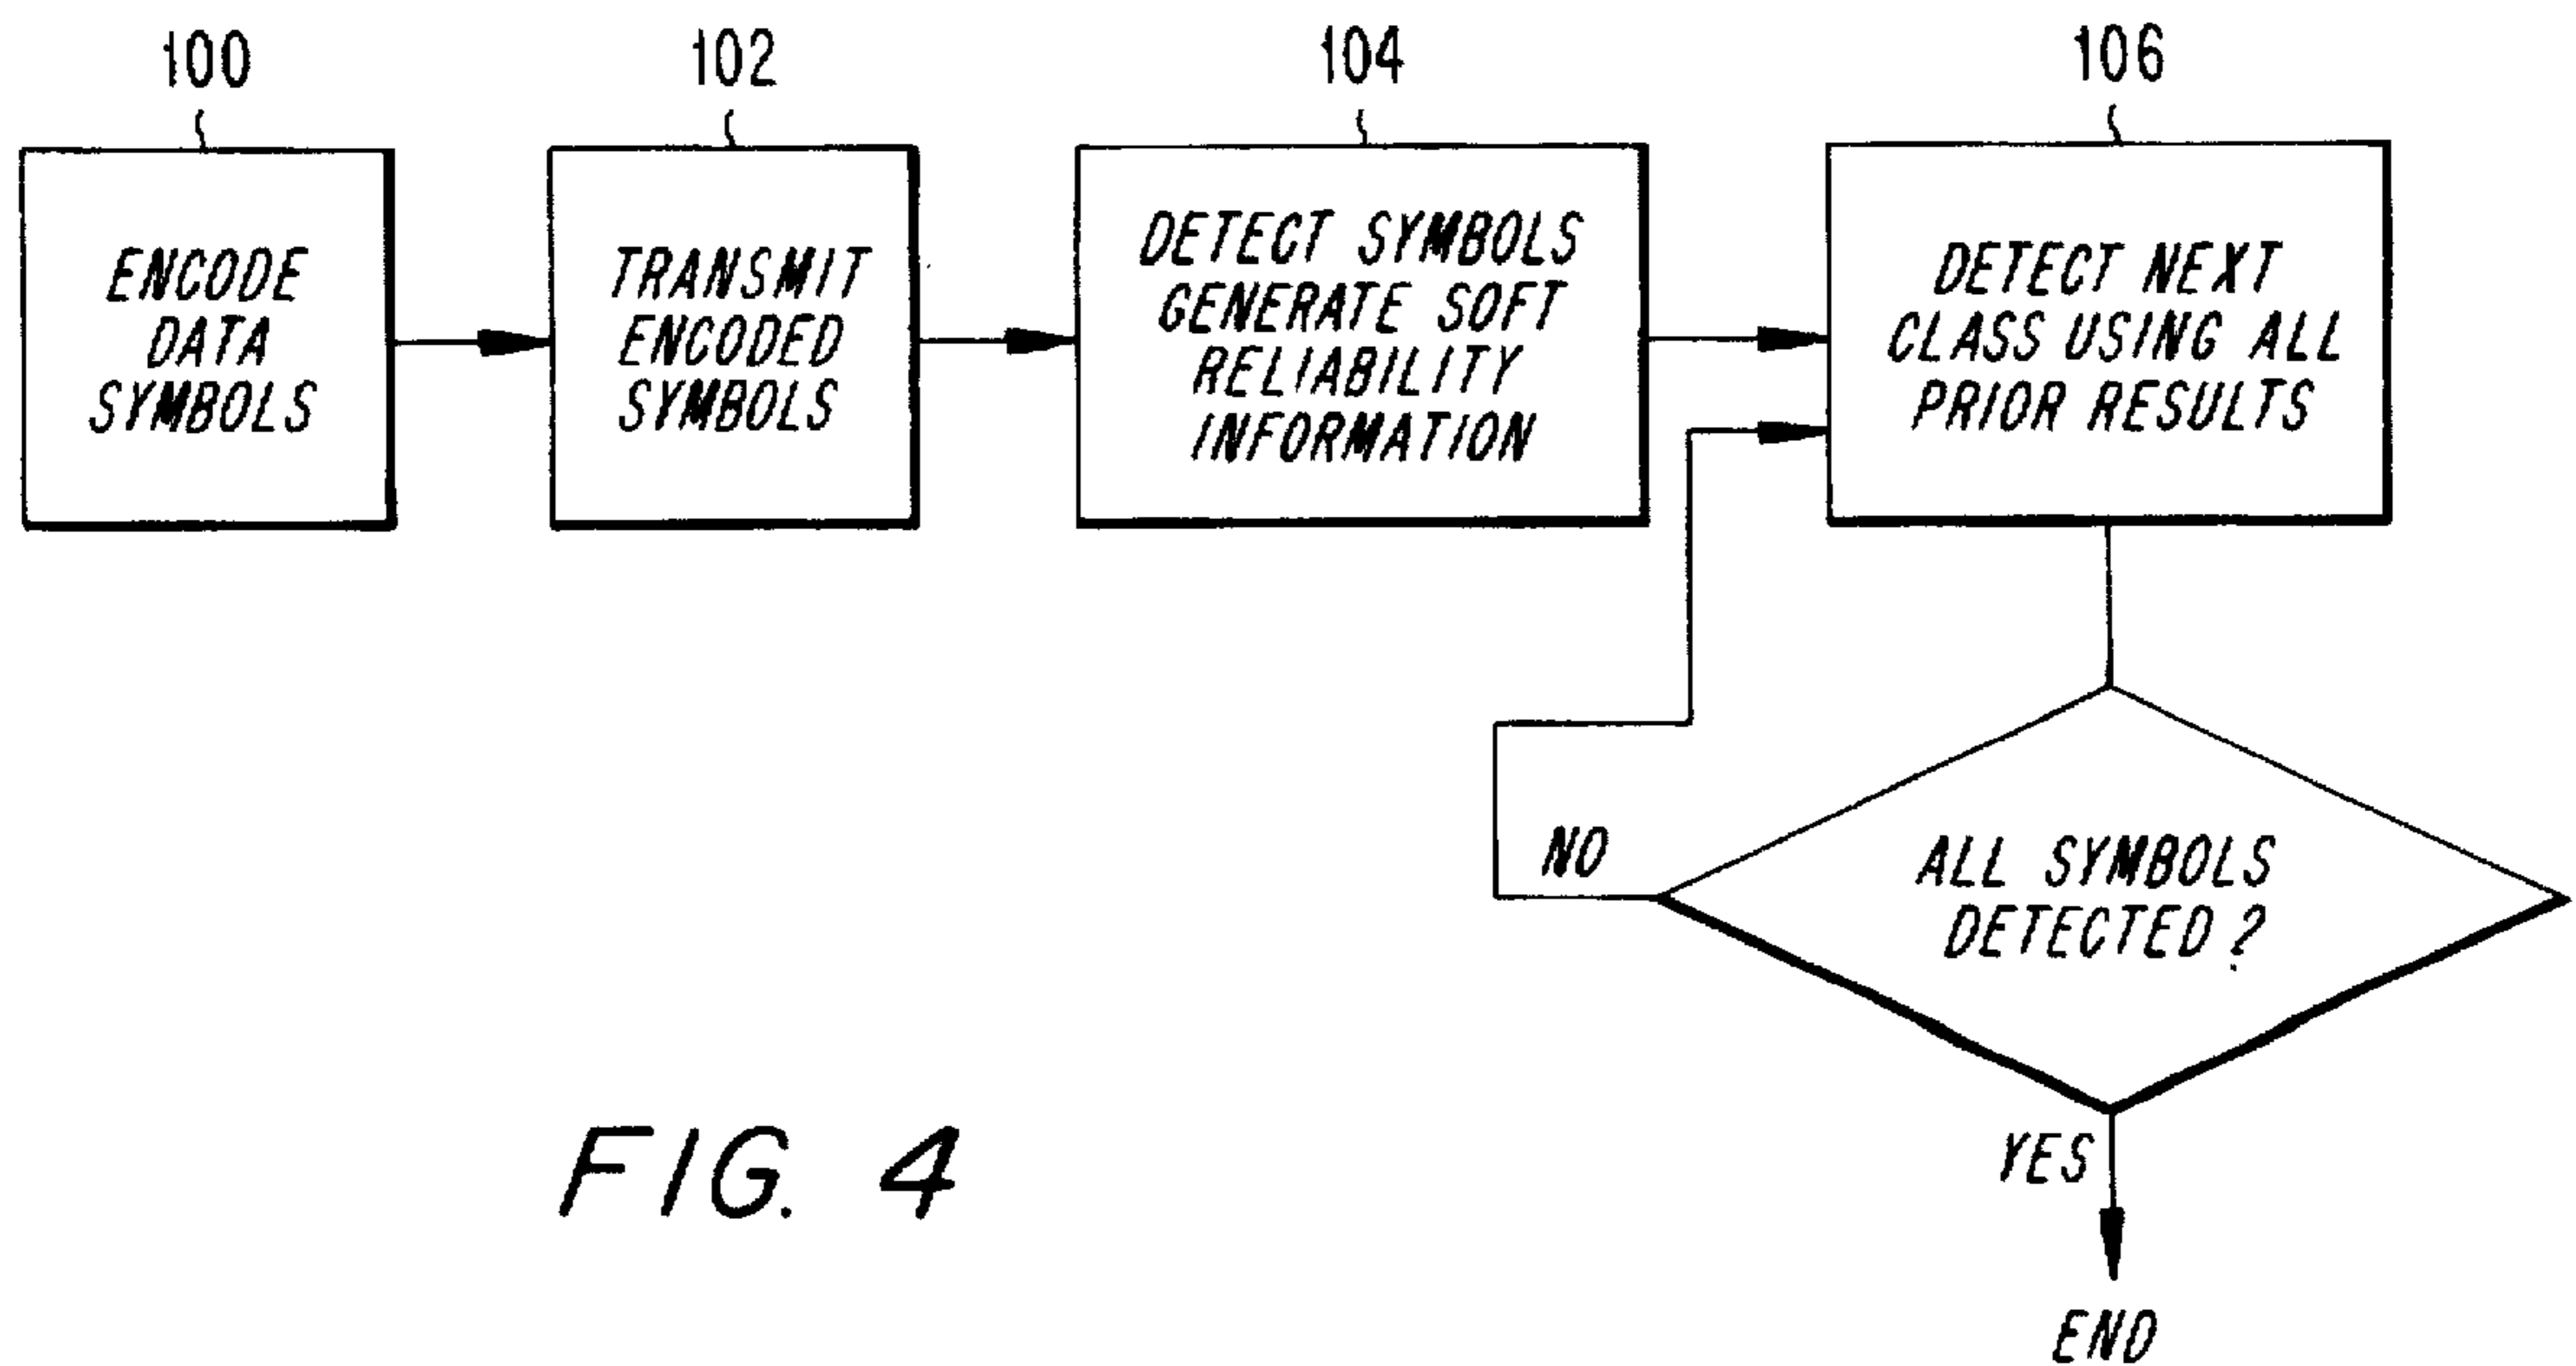 100
ENCODE
DATA
SYMBOLS
102
TRANSMIT
ENCODED
SYMBOLS
104
DETECT SYMBOLS
GENERATE SOFT
RELIABILITY
INFORMATION
106
DETECT NEXT
CLASS USING ALL
PRIOR RESULTS
NO
ALL SYMBOLS
DETECTED?
YES
END
FIG. 4